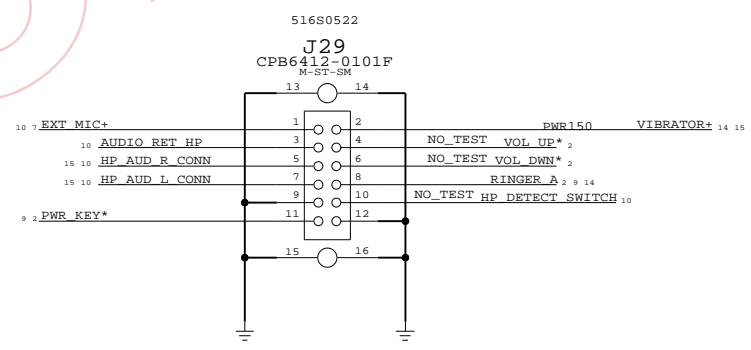 516S0522
J29
CPB6412-0101F
M-ST-SM
13 14
10 7 EXT_MIC+ 1 2 PWR150 VIBRATOR+ 14 15
10 AUDIO_RET_HP 3 4 NO_TEST VOL_UP* 2
15 10 HP_AUD_R_CONN 5 6 NO_TEST VOL_DWN* 2
15 10 HP_AUD_L_CONN 7 8 RINGER_A 2 9 14
9 10 NO_TEST HP_DETECT_SWITCH 10
9 2 PWR_KEY* 11 12
15 16